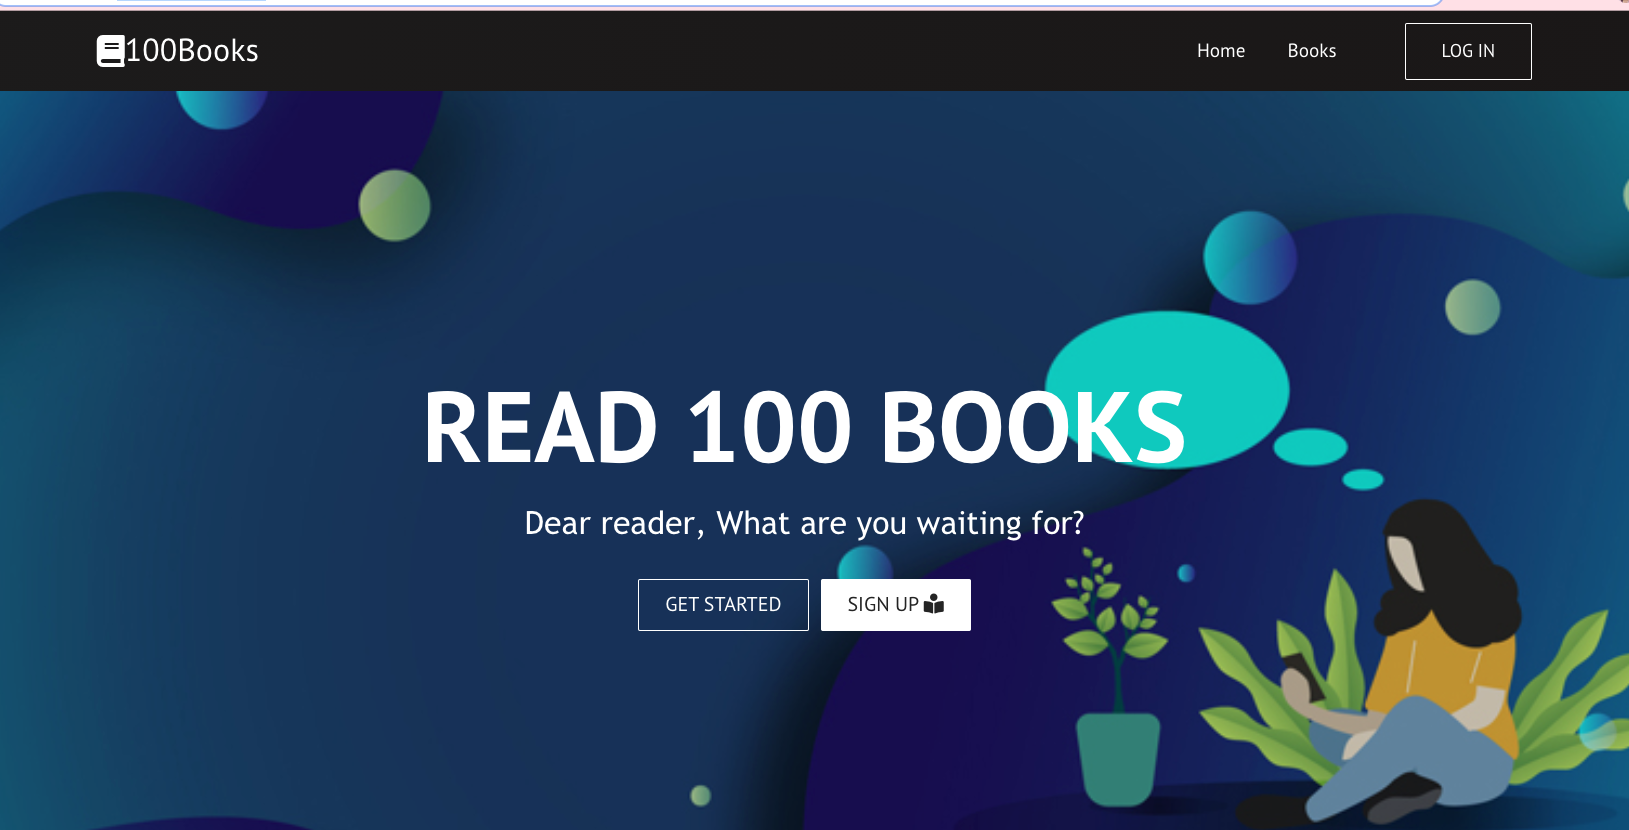 100Books
Home
Books
LOG IN
READ 100 BOOKS
Dear reader, What are you waiting for?
GET STARTED
SIGN UP